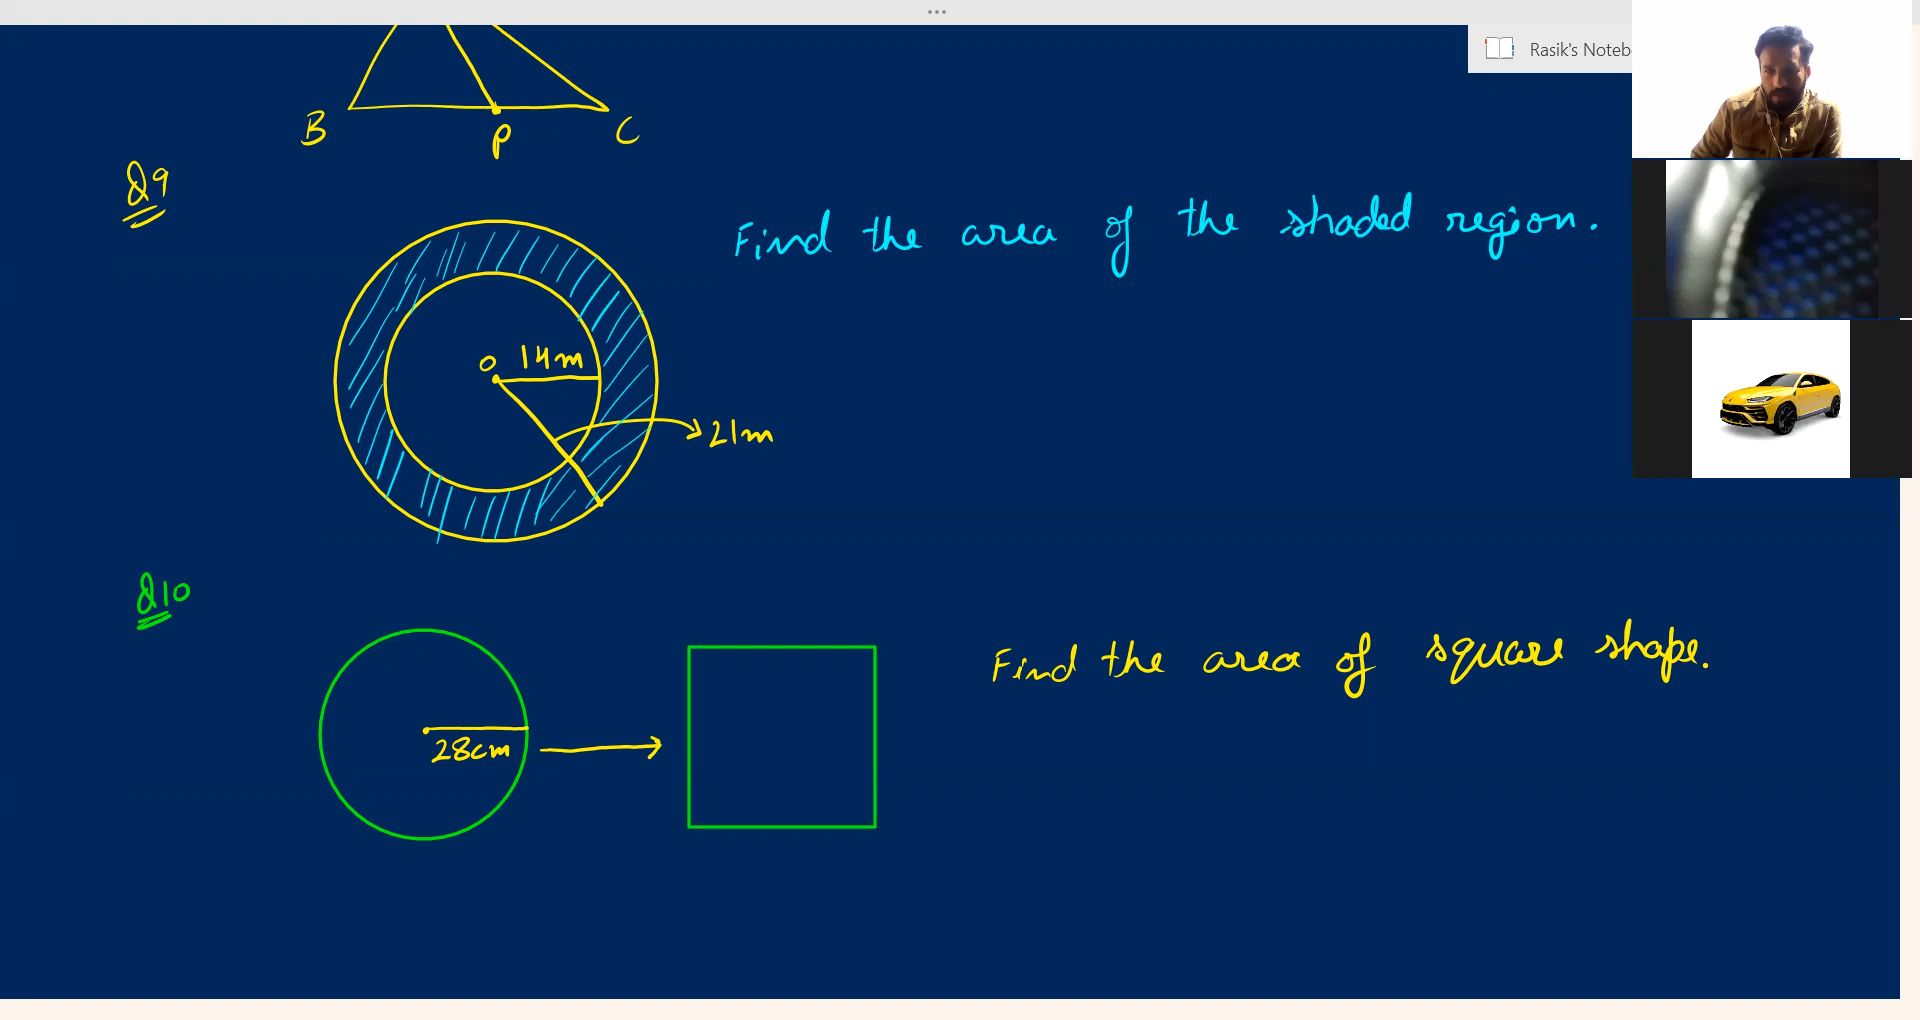 Rasik's Noteb
B
P
C
Q9
Find the area of the shaded region.
O
14m
21m
Q10
Find the area of square shape.
28cm